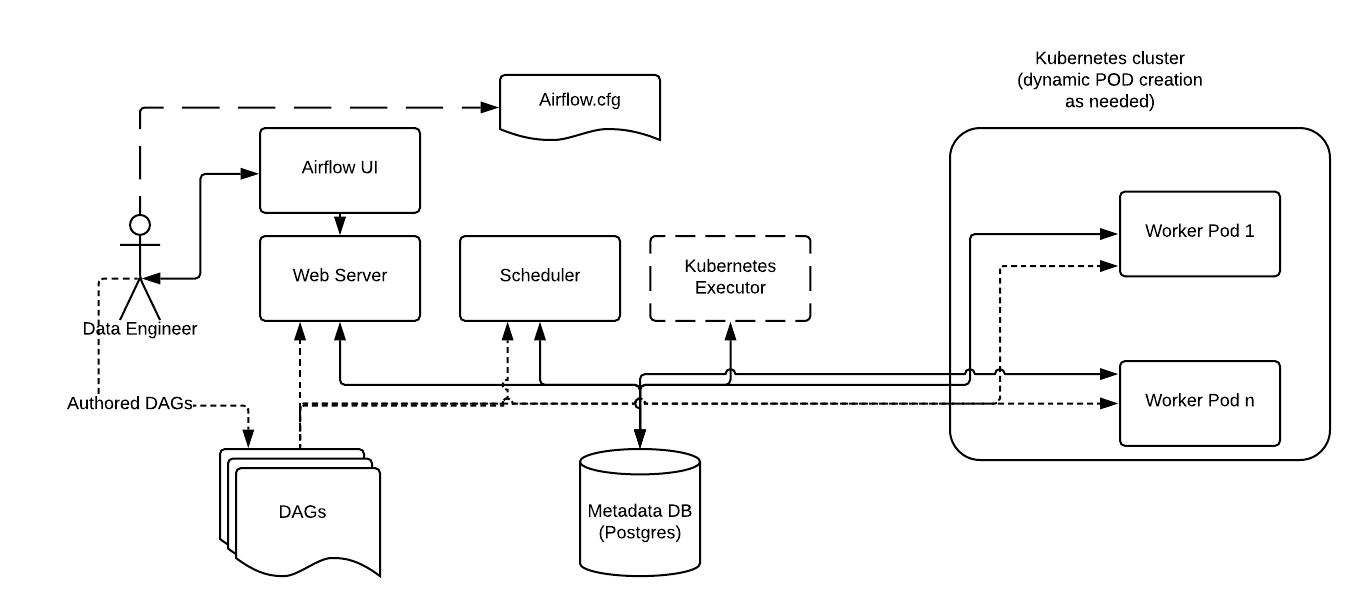 Kubernetes cluster
(dynamic POD creation
as needed)
Airflow.cfg
Airflow UI
Web Server
Scheduler
Kubernetes
Executor
Worker Pod 1
Data Engineer
Authored DAGs
Worker Pod n
DAGs
Metadata DB
(Postgres)